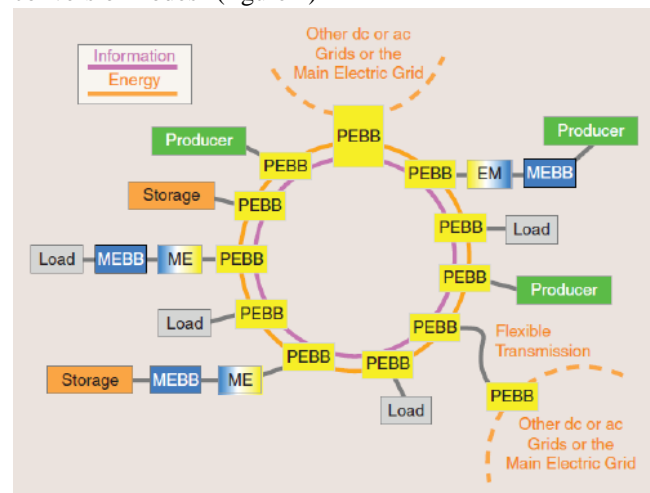 Information
Energy
Other dc or ac
Grids or the
Main Electric Grid
PEBB
Producer
Producer
PEBB
PEBB
EM
MEBB
Storage
PEBB
PEBB
Load
Load
MEBB
ME
PEBB
PEBB
Producer
Load
PEBB
PEBB
Flexible
Transmission
Storage
MEBB
ME
PEBB
PEBB
PEBB
Load
Other dc or ac
Grids or the
Main Electric Grid